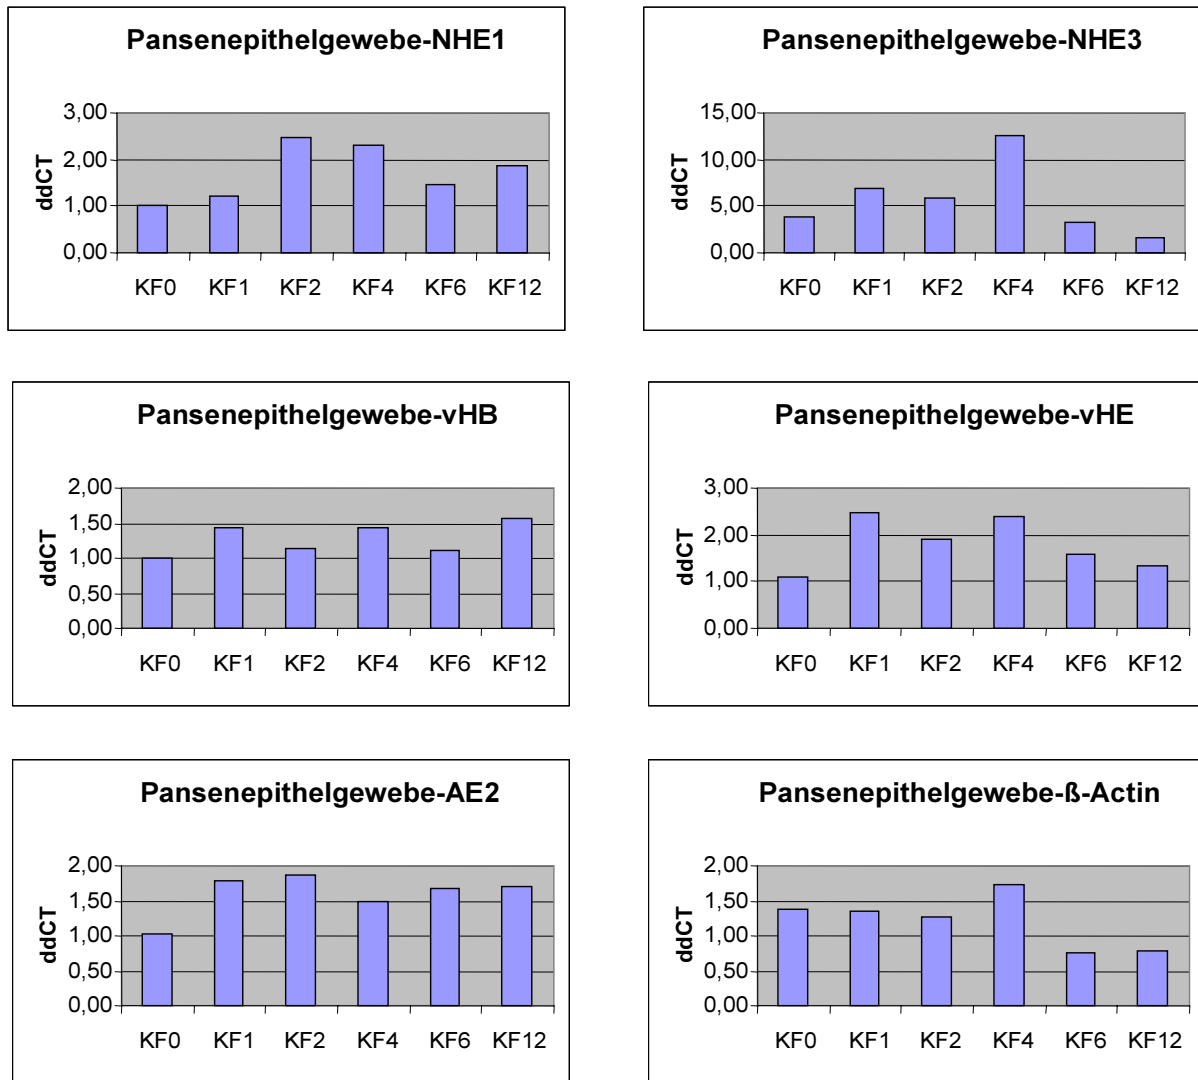 Pansenepithelgewebe-NHE1
ddCT
3,00
2,00
1,00
0,00
KF0 KF1 KF2 KF4 KF6 KF12
Pansenepithelgewebe-NHE3
ddCT
15,00
10,00
5,00
0,00
KF0 KF1 KF2 KF4 KF6 KF12
Pansenepithelgewebe-vHB
ddCT
2,00
1,50
1,00
0,50
0,00
KF0 KF1 KF2 KF4 KF6 KF12
Pansenepithelgewebe-vHE
ddCT
3,00
2,00
1,00
0,00
KF0 KF1 KF2 KF4 KF6 KF12
Pansenepithelgewebe-AE2
ddCT
2,00
1,50
1,00
0,50
0,00
KF0 KF1 KF2 KF4 KF6 KF12
Pansenepithelgewebe-ß-Actin
ddCT
2,00
1,50
1,00
0,50
0,00
KF0 KF1 KF2 KF4 KF6 KF12